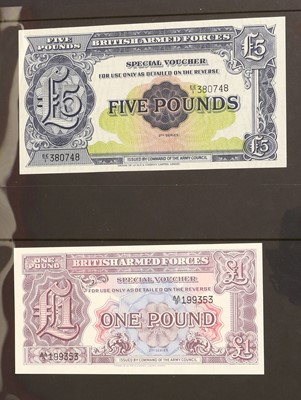 FIVE POUNDS
BRITISH ARMED FORCES
£5
SPECIAL VOUCHER
FOR USE ONLY AS DETAILED ON THE REVERSE
380748
FIVE POUNDS
£5
380748
2ND SERIES
ISSUED BY COMMAND OF THE ARMY COUNCIL
£5
ONE POUND
BRITISH ARMED FORCES
£1
SPECIAL VOUCHER
FOR USE ONLY AS DETAILED ON THE REVERSE
199353
£1
ONE POUND
199353
ISSUED BY COMMAND OF THE ARMY COUNCIL
£1